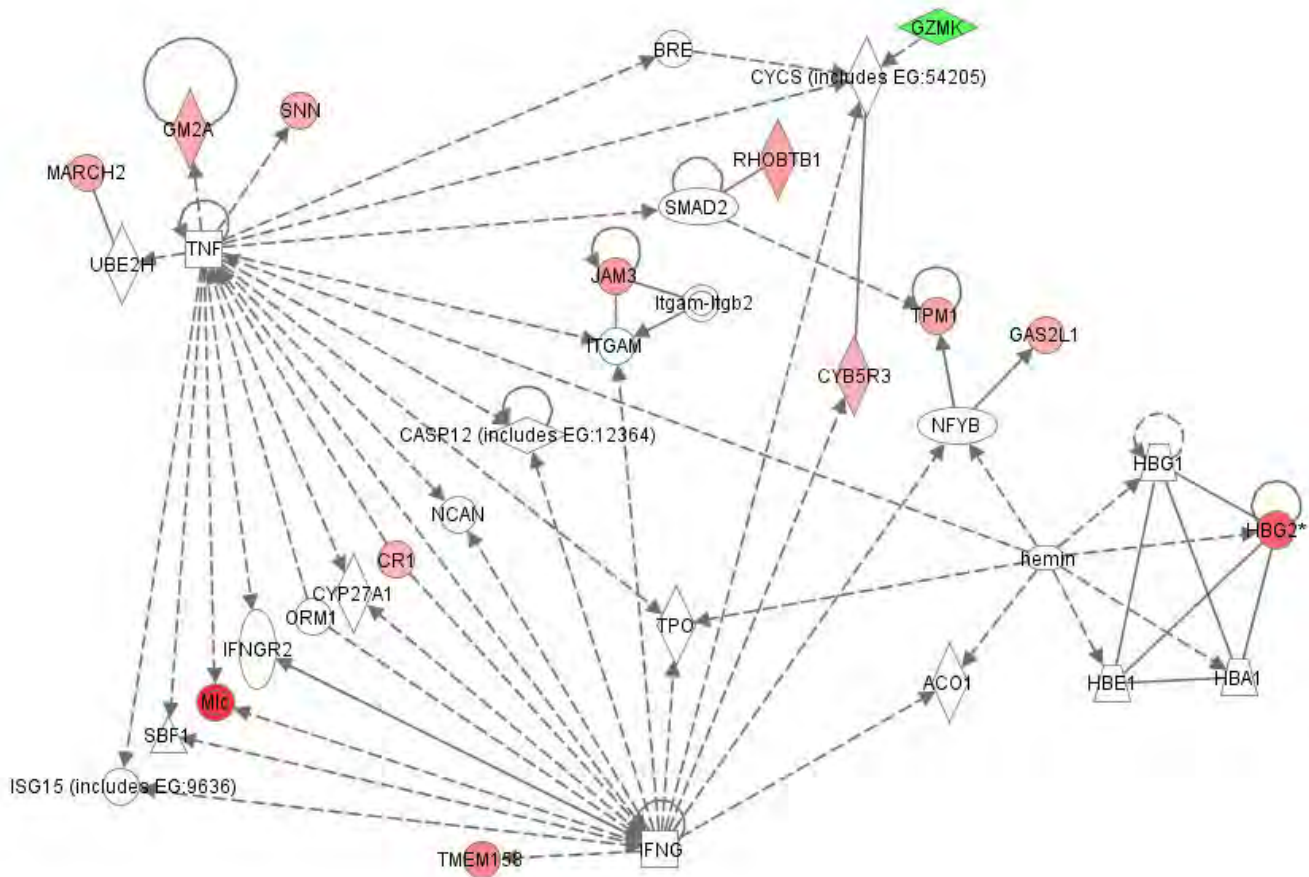 GZMK
BRE
CYCS (includes EG:54205)
SNN
GM2A
RHOBTB1
MARCH2
SMAD2
TNF
UBE2H
JAM3
Itgam-Itgb2
TPM1
GAS2L1
ITGAM
CYB5R3
NFYB
CASP12 (includes EG:12364)
HBG1
NCAN
HBG2*
CR1
hemin
CYP27A1
ORM1
TPO
IFNGR2
ACO1
HBE1
HBA1
Mlc
SBF1
ISG15 (includes EG:9636)
IFNG
TMEM158